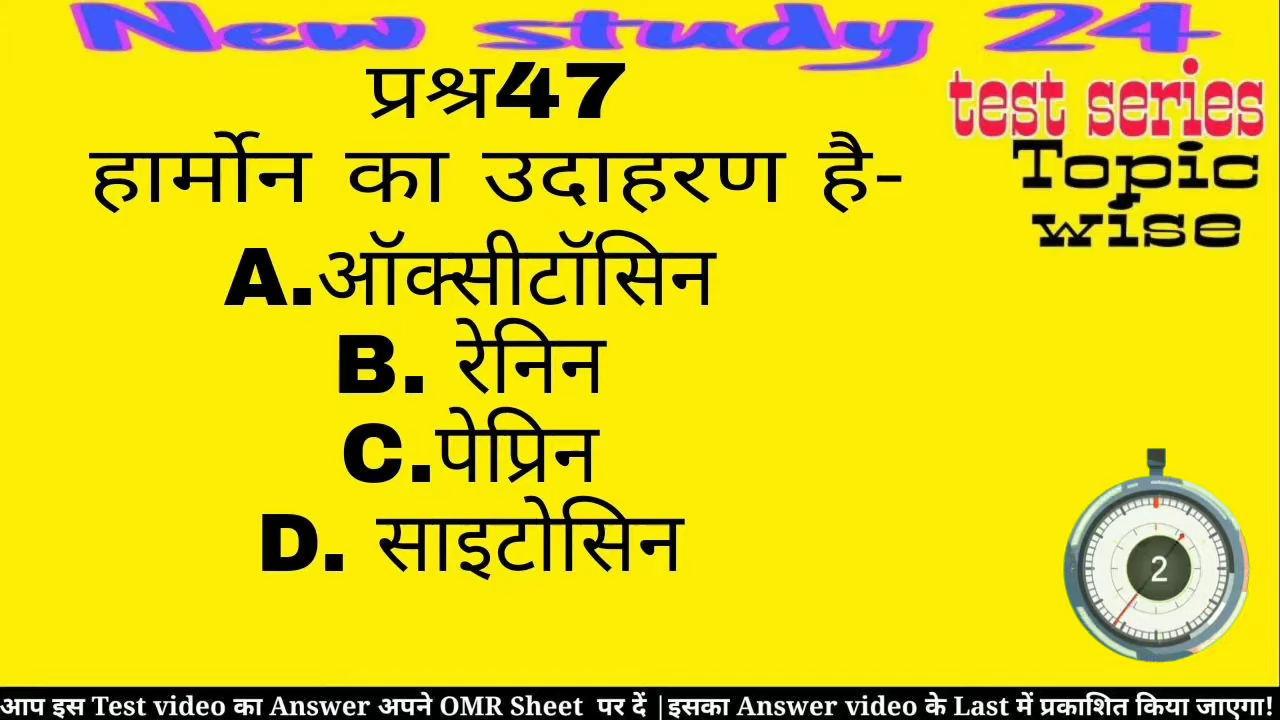 New study 24
test series
Topic
wise
प्रश्न47
हार्मोन का उदाहरण है-
A.ऑक्सीटॉसिन
B. रेनिन
C.पेप्रिन
D. साइटोसिन
2
आप इस Test video का Answer अपने OMR Sheet पर दें |इसका Answer video के Last में प्रकाशित किया जाएगा!